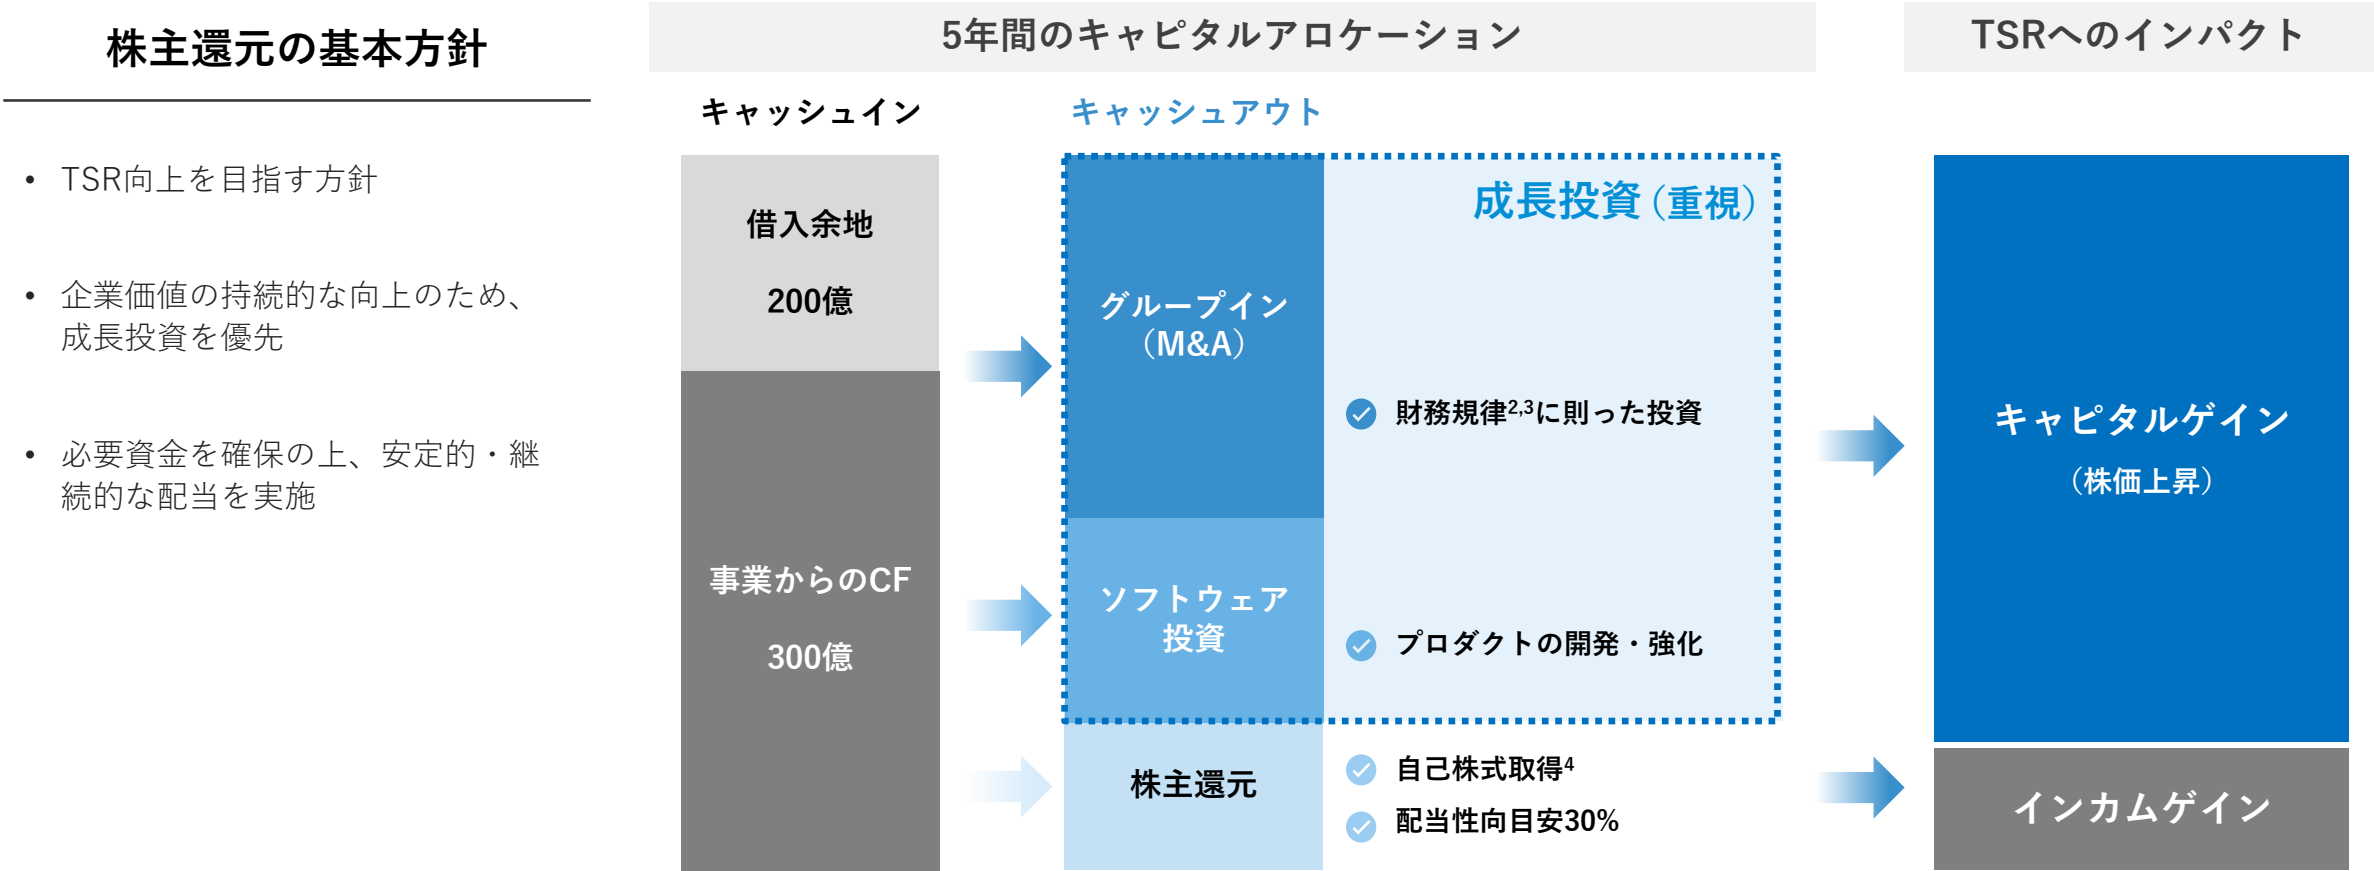 株主還元の基本方針
• TSR向上を目指す方針
• 企業価値の持続的な向上のため、
成長投資を優先
• 必要資金を確保の上、安定的・継
続的な配当を実施
5年間のキャピタルアロケーション
キャッシュイン
借入余地
200億
事業からのCF
300億
キャッシュアウト
成長投資(重視)
グループイン
(M&A)
財務規律2,3に則った投資
ソフトウェア
投資
プロダクトの開発・強化
株主還元
自己株式取得4
配当性向目安30%
TSRへのインパクト
キャピタルゲイン
(株価上昇)
インカムゲイン